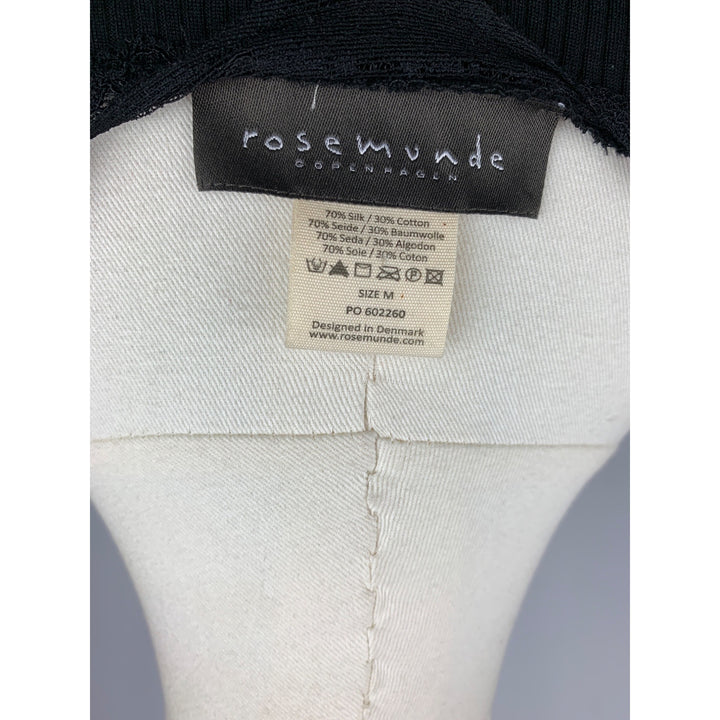 rosemunde
COPENHAGEN
70% Silk / 30% Cotton
70% Seide / 30% Baumwolle
70% Seda / 30% Algodon
70% Soie / 30% Coton
P
SIZE M
PO 602260
Designed in Denmark
www.rosemunde.com